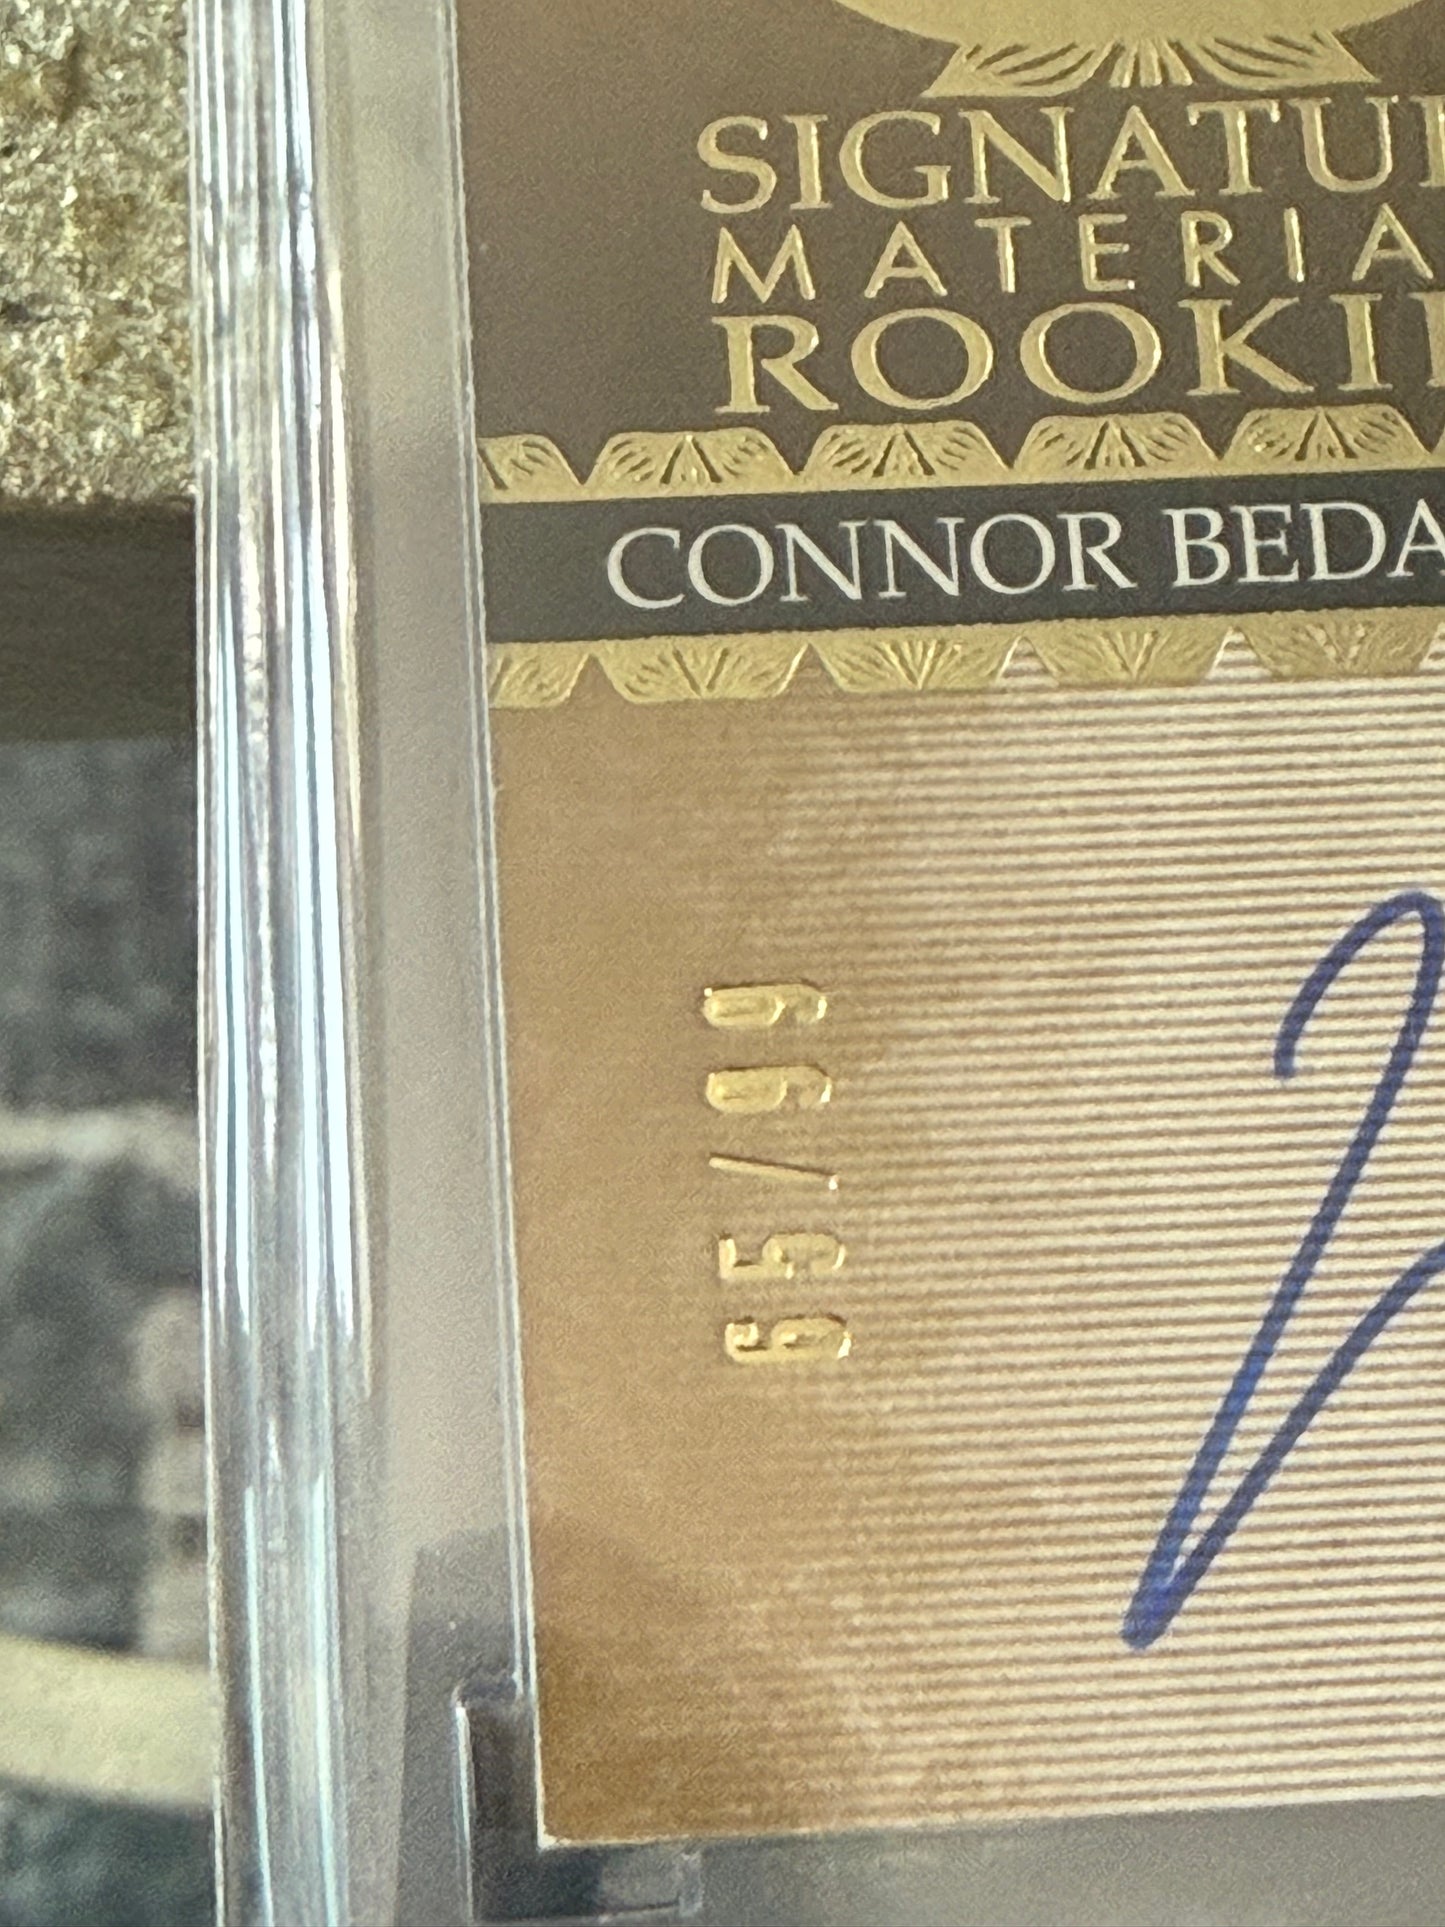 SIGNATU
MATERIA
ROOKI
CONNOR BEDA
65/99